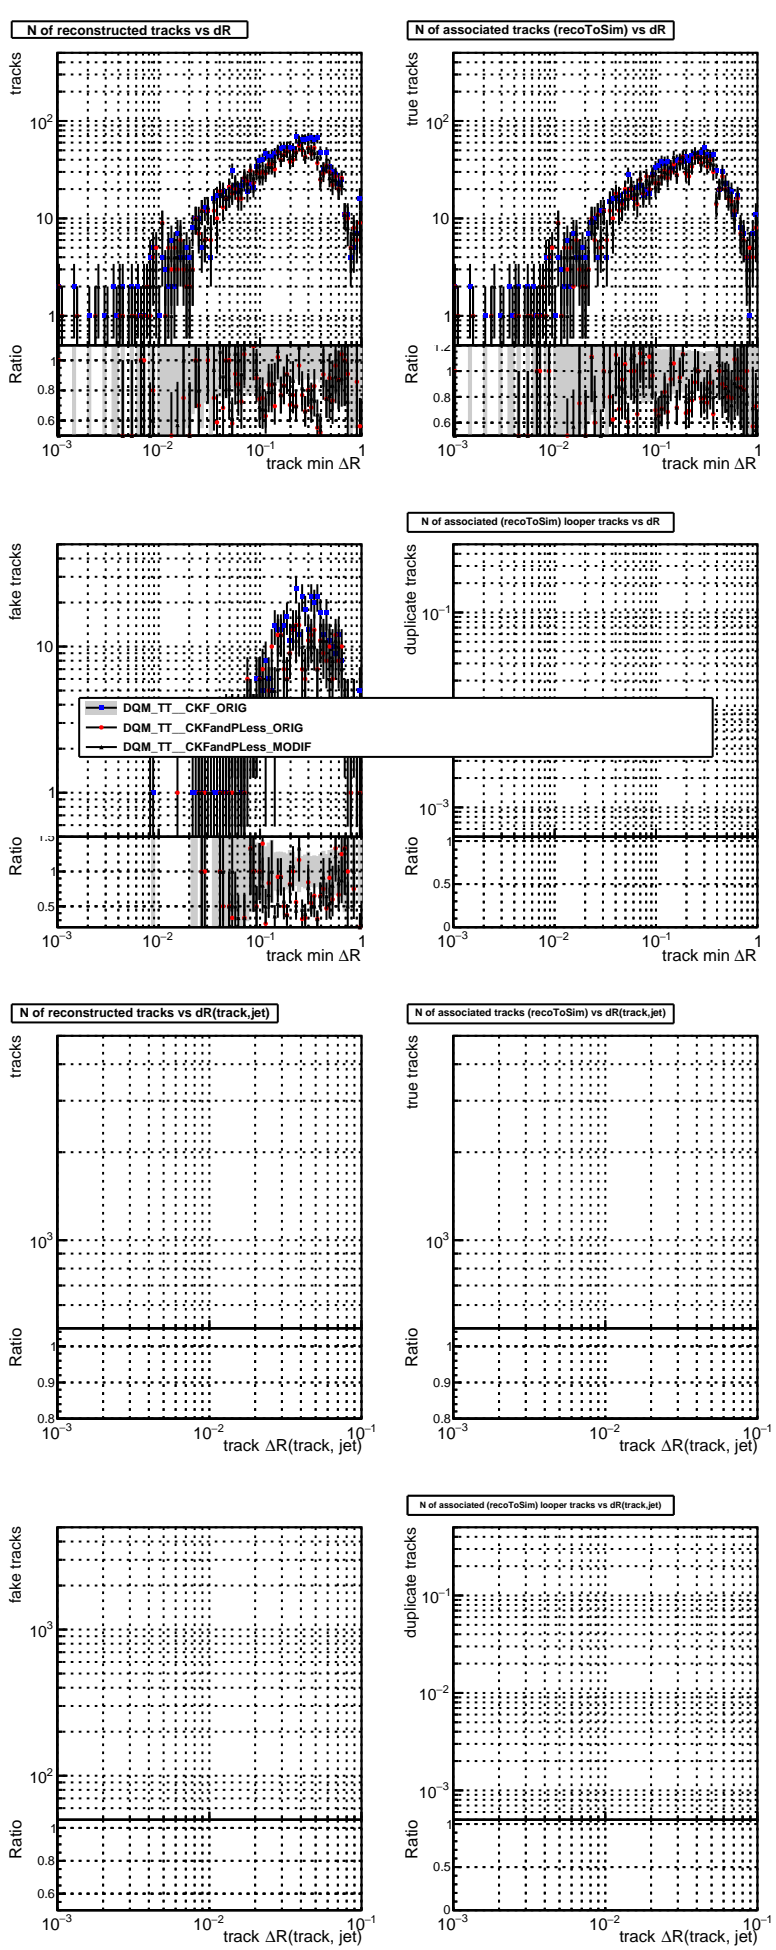 N of reconstructed tracks vs dR
N of associated tracks (recoToSim) vs dR
tracks
10²
10
1
Ratio
1
0.8
0.6
10⁻³ 10⁻² 10⁻¹ 1
track min ΔR
true tracks
10²
10
1
Ratio
1.2
1
0.8
0.6
10⁻³ 10⁻² 10⁻¹ 1
track min ΔR
N of associated (recoToSim) looper tracks vs dR
fake tracks
10
1
Ratio
1.5
1
0.5
10⁻³ 10⁻² 10⁻¹ 1
track min ΔR
duplicate tracks
10⁻¹
10⁻³
Ratio
1
0.5
0
10⁻³ 10⁻² 10⁻¹ 1
track min ΔR
DQM_TT__CKF_ORIG
DQM_TT__CKFandPLess_ORIG
DQM_TT__CKFandPLess_MODIF
N of reconstructed tracks vs dR(track,jet)
N of associated tracks (recoToSim) vs dR(track,jet)
tracks
10³
Ratio
1
0.9
0.8
10⁻³ 10⁻² 10⁻¹
track ΔR(track, jet)
true tracks
10³
Ratio
1
0.9
0.8
10⁻³ 10⁻² 10⁻¹
track ΔR(track, jet)
N of associated (recoToSim) looper tracks vs dR(track,jet)
fake tracks
10³
10²
Ratio
1
0.8
0.6
10⁻³ 10⁻² 10⁻¹
track ΔR(track, jet)
duplicate tracks
10⁻¹
10⁻²
10⁻³
Ratio
1
0.5
0
10⁻³ 10⁻² 10⁻¹
track ΔR(track, jet)